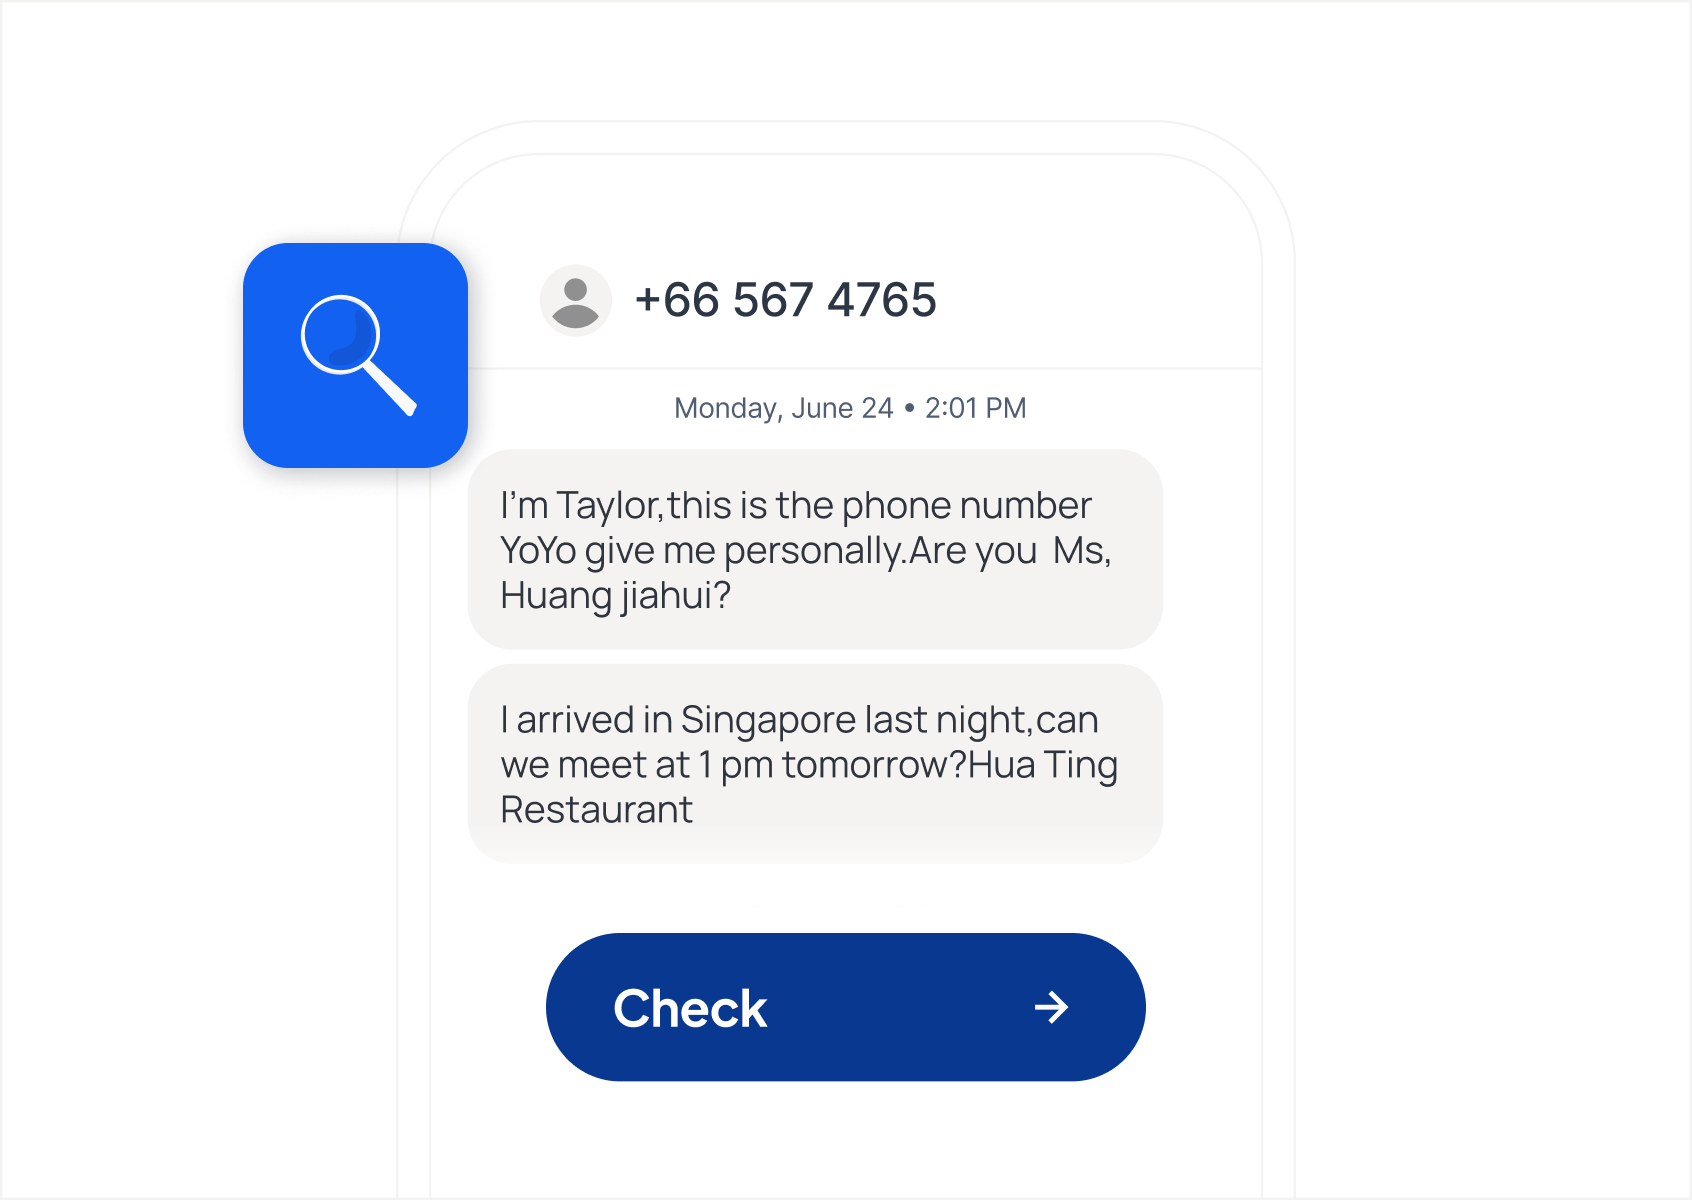 +66 567 4765
Monday, June 24 • 2:01 PM
I'm Taylor,this is the phone number
YoYo give me personally.Are you  Ms,
Huang jiahui?
I arrived in Singapore last night,can
we meet at 1 pm tomorrow?Hua Ting
Restaurant
Check